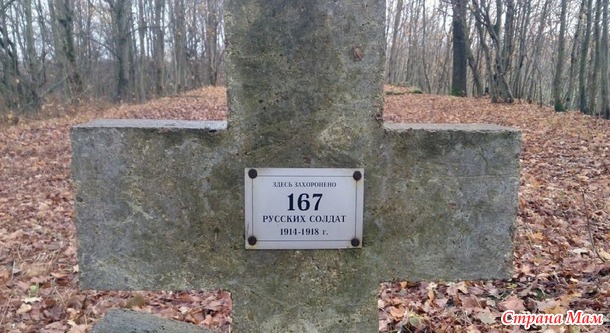 ЗДЕСЬ ЗАХОРОНЕНО
167
РУССКИХ СОЛДАТ
1914-1918 г.
Страна Мам